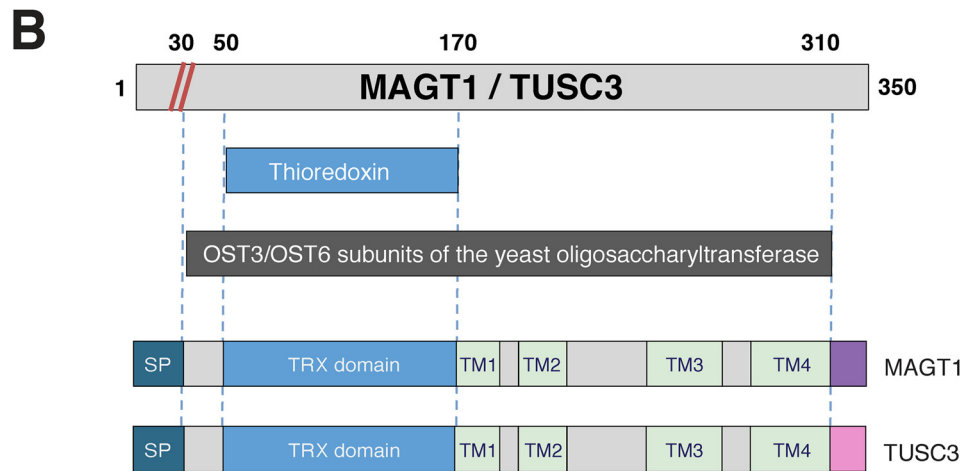 B
30 50 170 310
1 MAGT1 / TUSC3 350
Thioredoxin
OST3/OST6 subunits of the yeast oligosaccharyltransferase
SP TRX domain TM1 TM2 TM3 TM4 MAGT1
SP TRX domain TM1 TM2 TM3 TM4 TUSC3